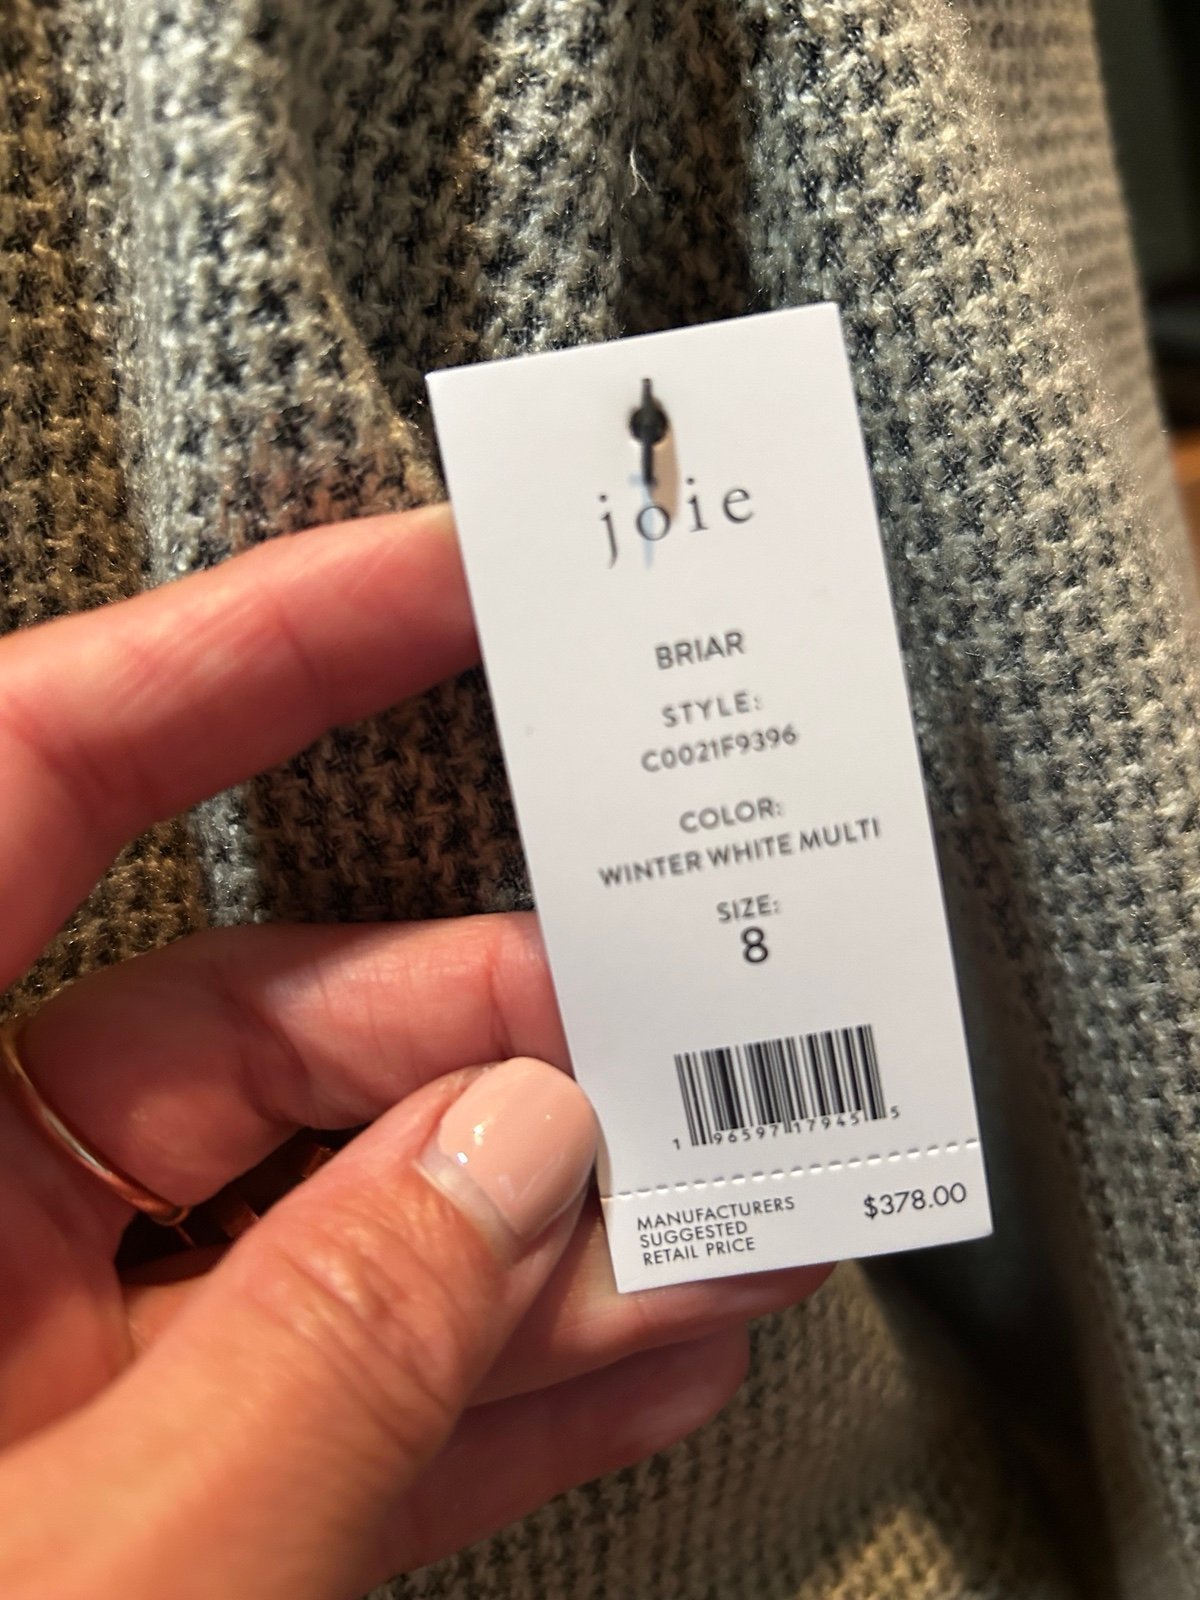 joie
BRIAR
STYLE:
C0021F9396
COLOR:
WINTER WHITE MULTI
SIZE:
8
1 96597 17945 5
MANUFACTURERS
SUGGESTED
RETAIL PRICE
$378.00